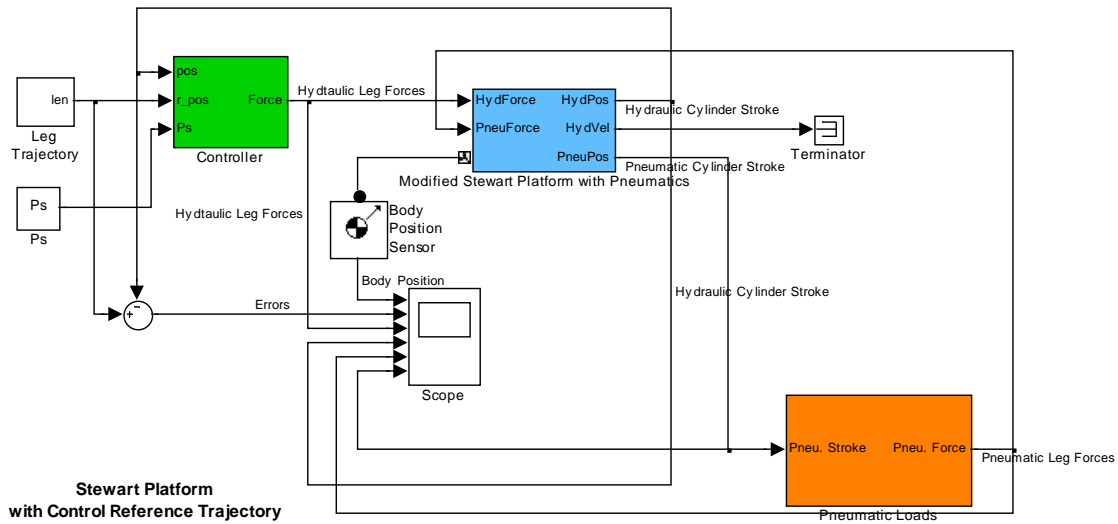 Hydtaulic Leg Forces
pos
r_pos
Force
Ps
len
Leg
Trajectory
Controller
HydForce
HydPos
Hydraulic Cylinder Stroke
PneuForce
HydVel
PneuPos
Pneumatic Cylinder Stroke
Terminator
Modified Stewart Platform with Pneumatics
Ps
Ps
Hydtaulic Leg Forces
Body
Position
Sensor
Body Position
Hydraulic Cylinder Stroke
Errors
Scope
Pneu. Stroke
Pneu. Force
Pneumatic Leg Forces
Pneumatic Loads
Stewart Platform
with Control Reference Trajectory